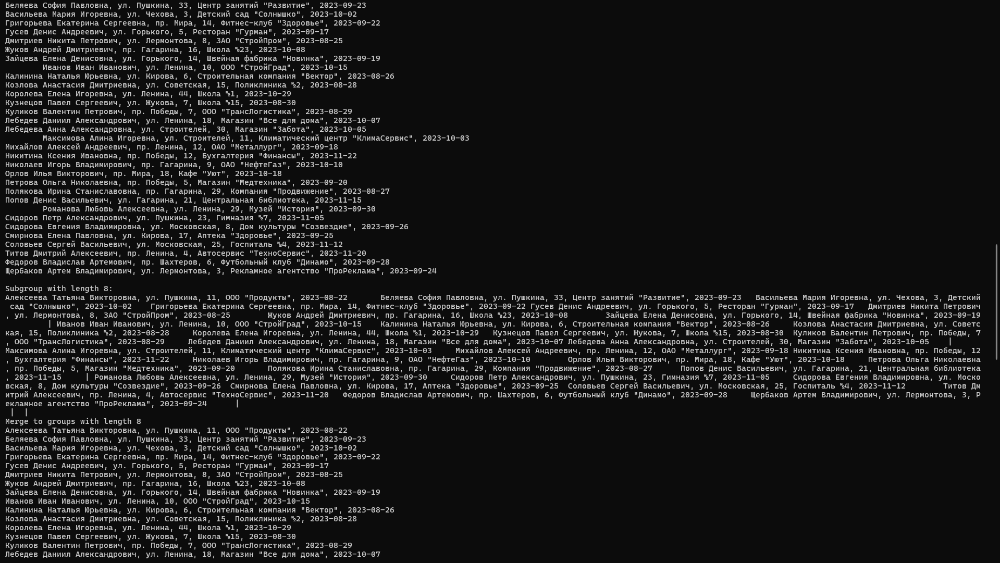 Беляева София Павловна, ул. Пушкина, 33, Центр занятий "Развитие", 2023-09-23
Васильева Мария Игоревна, ул. Чехова, 3, Детский сад "Солнышко", 2023-10-02
Григорьева Екатерина Сергеевна, пр. Мира, 14, Фитнес-клуб "Здоровье", 2023-09-22
Гусев Денис Андреевич, ул. Горького, 5, Ресторан "Гурман", 2023-09-17
Дмитриев Никита Петрович, ул. Лермонтова, 8, ЗАО "СтройПром", 2023-08-25
Жуков Андрей Дмитриевич, пр. Гагарина, 16, Школа №23, 2023-10-08
Зайцева Елена Денисовна, ул. Горького, 14, Швейная фабрика "Новинка", 2023-09-19
Иванов Иван Иванович, ул. Ленина, 10, ООО "СтройГрад", 2023-10-15
Калинина Наталья Юрьевна, ул. Кирова, 6, Строительная компания "Вектор", 2023-08-26
Козлова Анастасия Дмитриевна, ул. Советская, 15, Поликлиника №2, 2023-08-28
Королева Елена Игоревна, ул. Ленина, 44, Школа №1, 2023-10-29
Кузнецов Павел Сергеевич, ул. Жукова, 7, Школа №15, 2023-08-30
Куликов Валентин Петрович, пр. Победы, 7, ООО "ТрансЛогистика", 2023-08-29
Лебедев Даниил Александрович, ул. Ленина, 18, Магазин "Все для дома", 2023-10-07
Лебедева Анна Александровна, ул. Строителей, 30, Магазин "Забота", 2023-10-05
Максимова Алина Игоревна, ул. Строителей, 11, Климатический центр "КлимаСервис", 2023-10-03
Михайлов Алексей Андреевич, пр. Ленина, 12, ОАО "Металлург", 2023-09-18
Никитина Ксения Ивановна, пр. Победы, 12, Бухгалтерия "Финансы", 2023-11-22
Николаев Игорь Владимирович, пр. Гагарина, 9, ОАО "НефтеГаз", 2023-10-10
Орлов Илья Викторович, пр. Мира, 18, Кафе "Уют", 2023-10-18
Петрова Ольга Николаевна, пр. Победы, 5, Магазин "Медтехника", 2023-09-20
Полякова Ирина Станиславовна, пр. Гагарина, 29, Компания "Продвижение", 2023-08-27
Попов Денис Васильевич, ул. Гагарина, 21, Центральная библиотека, 2023-11-15
Романова Любовь Алексеевна, ул. Ленина, 29, Музей "История", 2023-09-30
Сидоров Петр Александрович, ул. Пушкина, 23, Гимназия №7, 2023-11-05
Сидорова Евгения Владимировна, ул. Московская, 8, Дом культуры "Созвездие", 2023-09-26
Смирнова Елена Павловна, ул. Кирова, 17, Аптека "Здоровье", 2023-09-25
Соловьев Сергей Васильевич, ул. Московская, 25, Госпиталь №4, 2023-11-12
Титов Дмитрий Алексеевич, пр. Ленина, 4, Автосервис "ТехноСервис", 2023-11-20
Федоров Владислав Артемович, пр. Шахтеров, 6, Футбольный клуб "Динамо", 2023-09-28
Щербаков Артем Владимирович, ул. Лермонтова, 3, Рекламное агентство "ПроРеклама", 2023-09-24
Subgroup with length 8:
Алексеева Татьяна Викторовна, ул. Пушкина, 11, ООО "Продукты", 2023-08-22 Беляева София Павловна, ул. Пушкина, 33, Центр занятий "Развитие", 2023-09-23 Васильева Мария Игоревна, ул. Чехова, 3, Детский
сад "Солнышко", 2023-10-02 Григорьева Екатерина Сергеевна, пр. Мира, 14, Фитнес-клуб "Здоровье", 2023-09-22 Гусев Денис Андреевич, ул. Горького, 5, Ресторан "Гурман", 2023-09-17 Дмитриев Никита Петрович
, ул. Лермонтова, 8, ЗАО "СтройПром", 2023-08-25 Жуков Андрей Дмитриевич, пр. Гагарина, 16, Школа №23, 2023-10-08 Зайцева Елена Денисовна, ул. Горького, 14, Швейная фабрика "Новинка", 2023-09-19
| Иванов Иван Иванович, ул. Ленина, 10, ООО "СтройГрад", 2023-10-15 Калинина Наталья Юрьевна, ул. Кирова, 6, Строительная компания "Вектор", 2023-08-26 Козлова Анастасия Дмитриевна, ул. Советс
кая, 15, Поликлиника №2, 2023-08-28 Королева Елена Игоревна, ул. Ленина, 44, Школа №1, 2023-10-29 Кузнецов Павел Сергеевич, ул. Жукова, 7, Школа №15, 2023-08-30 Куликов Валентин Петрович, пр. Победы, 7
, ООО "ТрансЛогистика", 2023-08-29 Лебедев Даниил Александрович, ул. Ленина, 18, Магазин "Все для дома", 2023-10-07 Лебедева Анна Александровна, ул. Строителей, 30, Магазин "Забота", 2023-10-05 |
Максимова Алина Игоревна, ул. Строителей, 11, Климатический центр "КлимаСервис", 2023-10-03 Михайлов Алексей Андреевич, пр. Ленина, 12, ОАО "Металлург", 2023-09-18 Никитина Ксения Ивановна, пр. Победы, 12
, Бухгалтерия "Финансы", 2023-11-22 Николаев Игорь Владимирович, пр. Гагарина, 9, ОАО "НефтеГаз", 2023-10-10 Орлов Илья Викторович, пр. Мира, 18, Кафе "Уют", 2023-10-18 Петрова Ольга Николаевна
, пр. Победы, 5, Магазин "Медтехника", 2023-09-20 Полякова Ирина Станиславовна, пр. Гагарина, 29, Компания "Продвижение", 2023-08-27 Попов Денис Васильевич, ул. Гагарина, 21, Центральная библиотека
, 2023-11-15 | Романова Любовь Алексеевна, ул. Ленина, 29, Музей "История", 2023-09-30 Сидоров Петр Александрович, ул. Пушкина, 23, Гимназия №7, 2023-11-05 Сидорова Евгения Владимировна, ул. Моско
вская, 8, Дом культуры "Созвездие", 2023-09-26 Смирнова Елена Павловна, ул. Кирова, 17, Аптека "Здоровье", 2023-09-25 Соловьев Сергей Васильевич, ул. Московская, 25, Госпиталь №4, 2023-11-12 Титов Дм
итрий Алексеевич, пр. Ленина, 4, Автосервис "ТехноСервис", 2023-11-20 Федоров Владислав Артемович, пр. Шахтеров, 6, Футбольный клуб "Динамо", 2023-09-28 Щербаков Артем Владимирович, ул. Лермонтова, 3, Р
екламное агентство "ПроРеклама", 2023-09-24 |
| |
Merge to groups with length 8
Алексеева Татьяна Викторовна, ул. Пушкина, 11, ООО "Продукты", 2023-08-22
Беляева София Павловна, ул. Пушкина, 33, Центр занятий "Развитие", 2023-09-23
Васильева Мария Игоревна, ул. Чехова, 3, Детский сад "Солнышко", 2023-10-02
Григорьева Екатерина Сергеевна, пр. Мира, 14, Фитнес-клуб "Здоровье", 2023-09-22
Гусев Денис Андреевич, ул. Горького, 5, Ресторан "Гурман", 2023-09-17
Дмитриев Никита Петрович, ул. Лермонтова, 8, ЗАО "СтройПром", 2023-08-25
Жуков Андрей Дмитриевич, пр. Гагарина, 16, Школа №23, 2023-10-08
Зайцева Елена Денисовна, ул. Горького, 14, Швейная фабрика "Новинка", 2023-09-19
Иванов Иван Иванович, ул. Ленина, 10, ООО "СтройГрад", 2023-10-15
Калинина Наталья Юрьевна, ул. Кирова, 6, Строительная компания "Вектор", 2023-08-26
Козлова Анастасия Дмитриевна, ул. Советская, 15, Поликлиника №2, 2023-08-28
Королева Елена Игоревна, ул. Ленина, 44, Школа №1, 2023-10-29
Кузнецов Павел Сергеевич, ул. Жукова, 7, Школа №15, 2023-08-30
Куликов Валентин Петрович, пр. Победы, 7, ООО "ТрансЛогистика", 2023-08-29
Лебедев Даниил Александрович, ул. Ленина, 18, Магазин "Все для дома", 2023-10-07